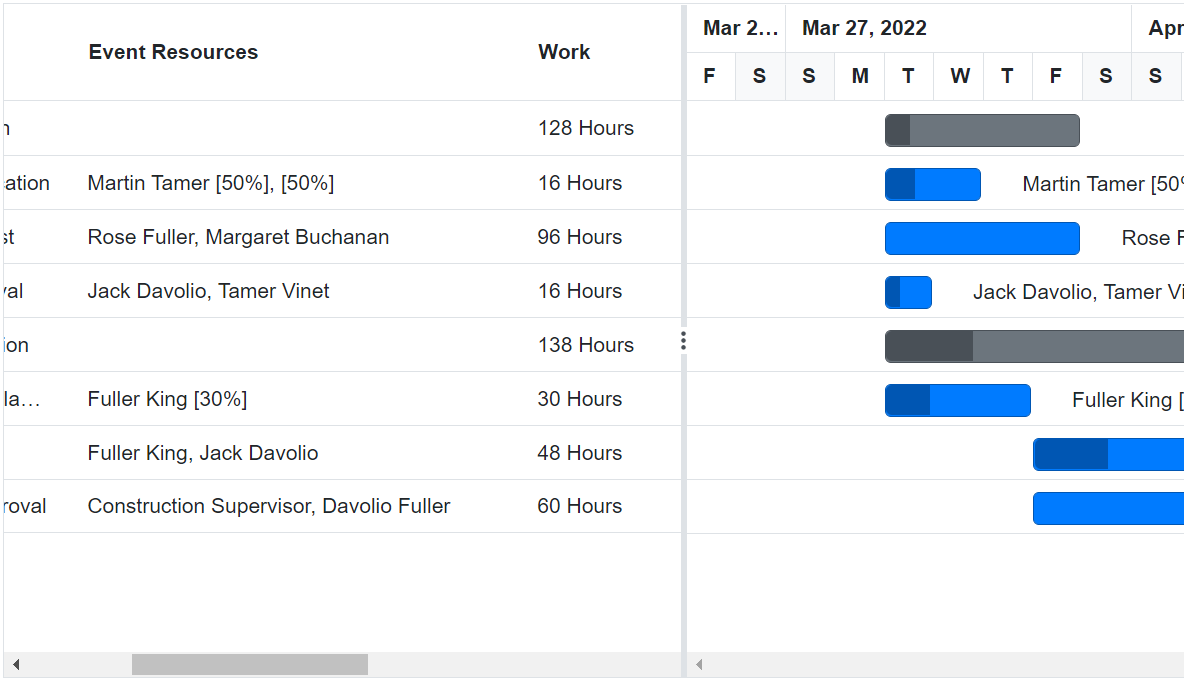 Event Resources Work Mar 2... Mar 27, 2022 Apr
F S S M T W T F S S
128 Hours
ation Martin Tamer [50%], [50%] 16 Hours Martin Tamer [50%
st Rose Fuller, Margaret Buchanan 96 Hours Rose F
val Jack Davolio, Tamer Vinet 16 Hours Jack Davolio, Tamer Vi
ion 138 Hours
la... Fuller King [30%] 30 Hours Fuller King [
Fuller King, Jack Davolio 48 Hours
roval Construction Supervisor, Davolio Fuller 60 Hours